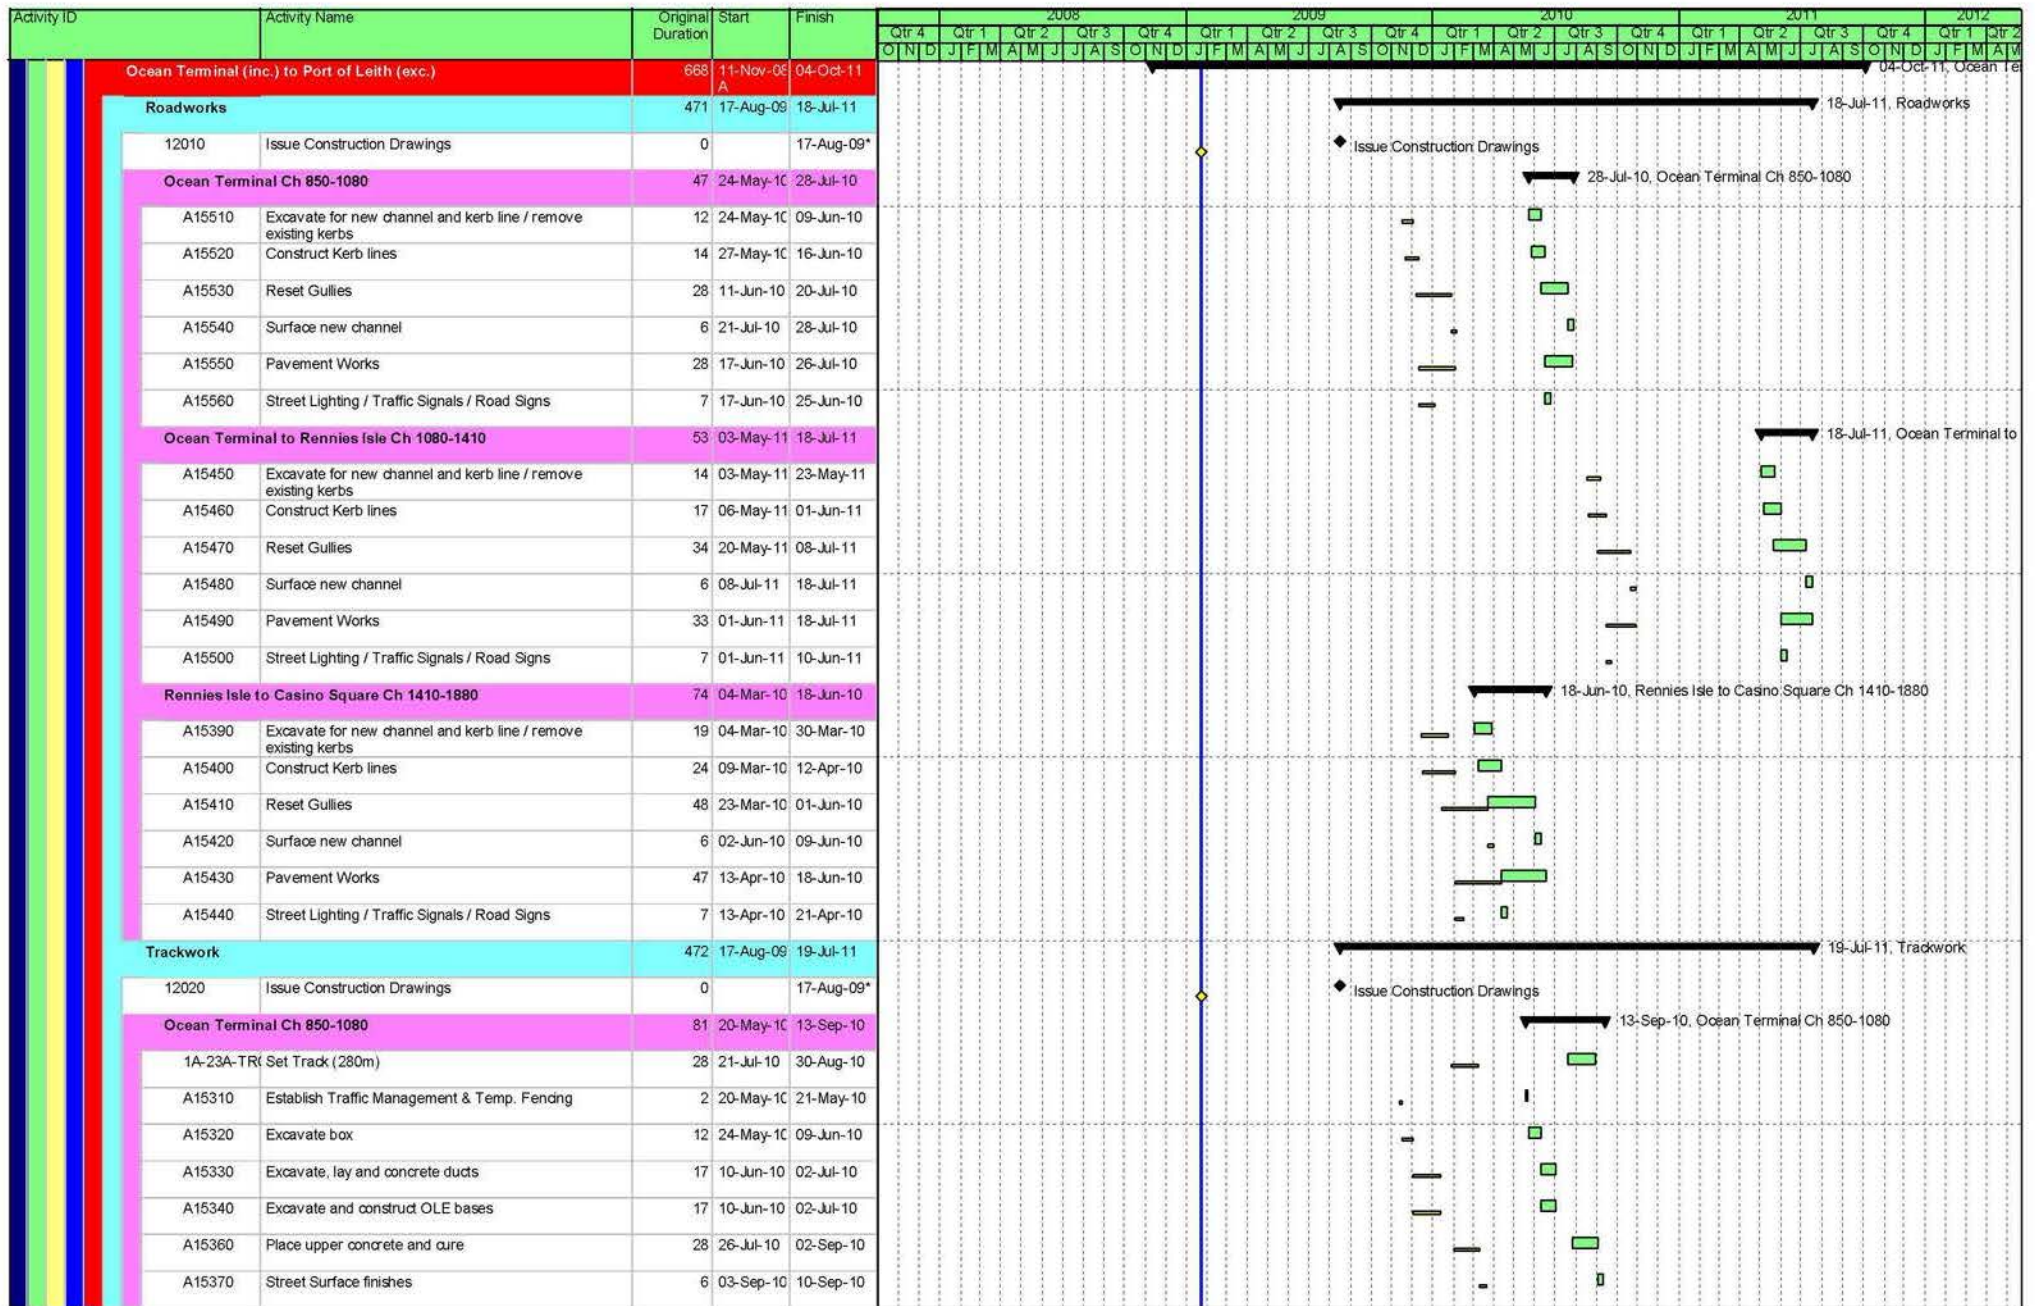 Activity ID Activity Name Original Duration Start Finish
2008 2009 2010 2011 2012
Qtr 4 Qtr 1 Qtr 2 Qtr 3 Qtr 4 Qtr 1 Qtr 2 Qtr 3 Qtr 4 Qtr 1 Qtr 2 Qtr 3 Qtr 4 Qtr 1 Qtr 2 Qtr 3 Qtr 4 Qtr 1 Qtr 2
O N D J F M A M J J A S O N D J F M A M J J A S O N D J F M A M J J A S O N D J F M A M J J A S O N D J F M A M
Ocean Terminal (inc.) to Port of Leith (exc.) 668 11-Nov-08 A 04-Oct-11 04-Oct-11, Ocean Te
Roadworks 471 17-Aug-09 18-Jul-11 18-Jul-11, Roadworks
12010 Issue Construction Drawings 0 17-Aug-09* Issue Construction Drawings
Ocean Terminal Ch 850-1080 47 24-May-10 28-Jul-10 28-Jul-10, Ocean Terminal Ch 850-1080
A15510 Excavate for new channel and kerb line / remove existing kerbs 12 24-May-10 09-Jun-10
A15520 Construct Kerb lines 14 27-May-10 16-Jun-10
A15530 Reset Gullies 28 11-Jun-10 20-Jul-10
A15540 Surface new channel 6 21-Jul-10 28-Jul-10
A15550 Pavement Works 28 17-Jun-10 26-Jul-10
A15560 Street Lighting / Traffic Signals / Road Signs 7 17-Jun-10 25-Jun-10
Ocean Terminal to Rennies Isle Ch 1080-1410 53 03-May-11 18-Jul-11 18-Jul-11, Ocean Terminal to
A15450 Excavate for new channel and kerb line / remove existing kerbs 14 03-May-11 23-May-11
A15460 Construct Kerb lines 17 06-May-11 01-Jun-11
A15470 Reset Gullies 34 20-May-11 08-Jul-11
A15480 Surface new channel 6 08-Jul-11 18-Jul-11
A15490 Pavement Works 33 01-Jun-11 18-Jul-11
A15500 Street Lighting / Traffic Signals / Road Signs 7 01-Jun-11 10-Jun-11
Rennies Isle to Casino Square Ch 1410-1880 74 04-Mar-10 18-Jun-10 18-Jun-10, Rennies Isle to Casino Square Ch 1410-1880
A15390 Excavate for new channel and kerb line / remove existing kerbs 19 04-Mar-10 30-Mar-10
A15400 Construct Kerb lines 24 09-Mar-10 12-Apr-10
A15410 Reset Gullies 48 23-Mar-10 01-Jun-10
A15420 Surface new channel 6 02-Jun-10 09-Jun-10
A15430 Pavement Works 47 13-Apr-10 18-Jun-10
A15440 Street Lighting / Traffic Signals / Road Signs 7 13-Apr-10 21-Apr-10
Trackwork 472 17-Aug-09 19-Jul-11 19-Jul-11, Trackwork
12020 Issue Construction Drawings 0 17-Aug-09* Issue Construction Drawings
Ocean Terminal Ch 850-1080 81 20-May-10 13-Sep-10 13-Sep-10, Ocean Terminal Ch 850-1080
1A-23A-TR Set Track (280m) 28 21-Jul-10 30-Aug-10
A15310 Establish Traffic Management & Temp. Fencing 2 20-May-10 21-May-10
A15320 Excavate box 12 24-May-10 09-Jun-10
A15330 Excavate, lay and concrete ducts 17 10-Jun-10 02-Jul-10
A15340 Excavate and construct OLE bases 17 10-Jun-10 02-Jul-10
A15360 Place upper concrete and cure 28 26-Jul-10 02-Sep-10
A15370 Street Surface finishes 6 03-Sep-10 10-Sep-10